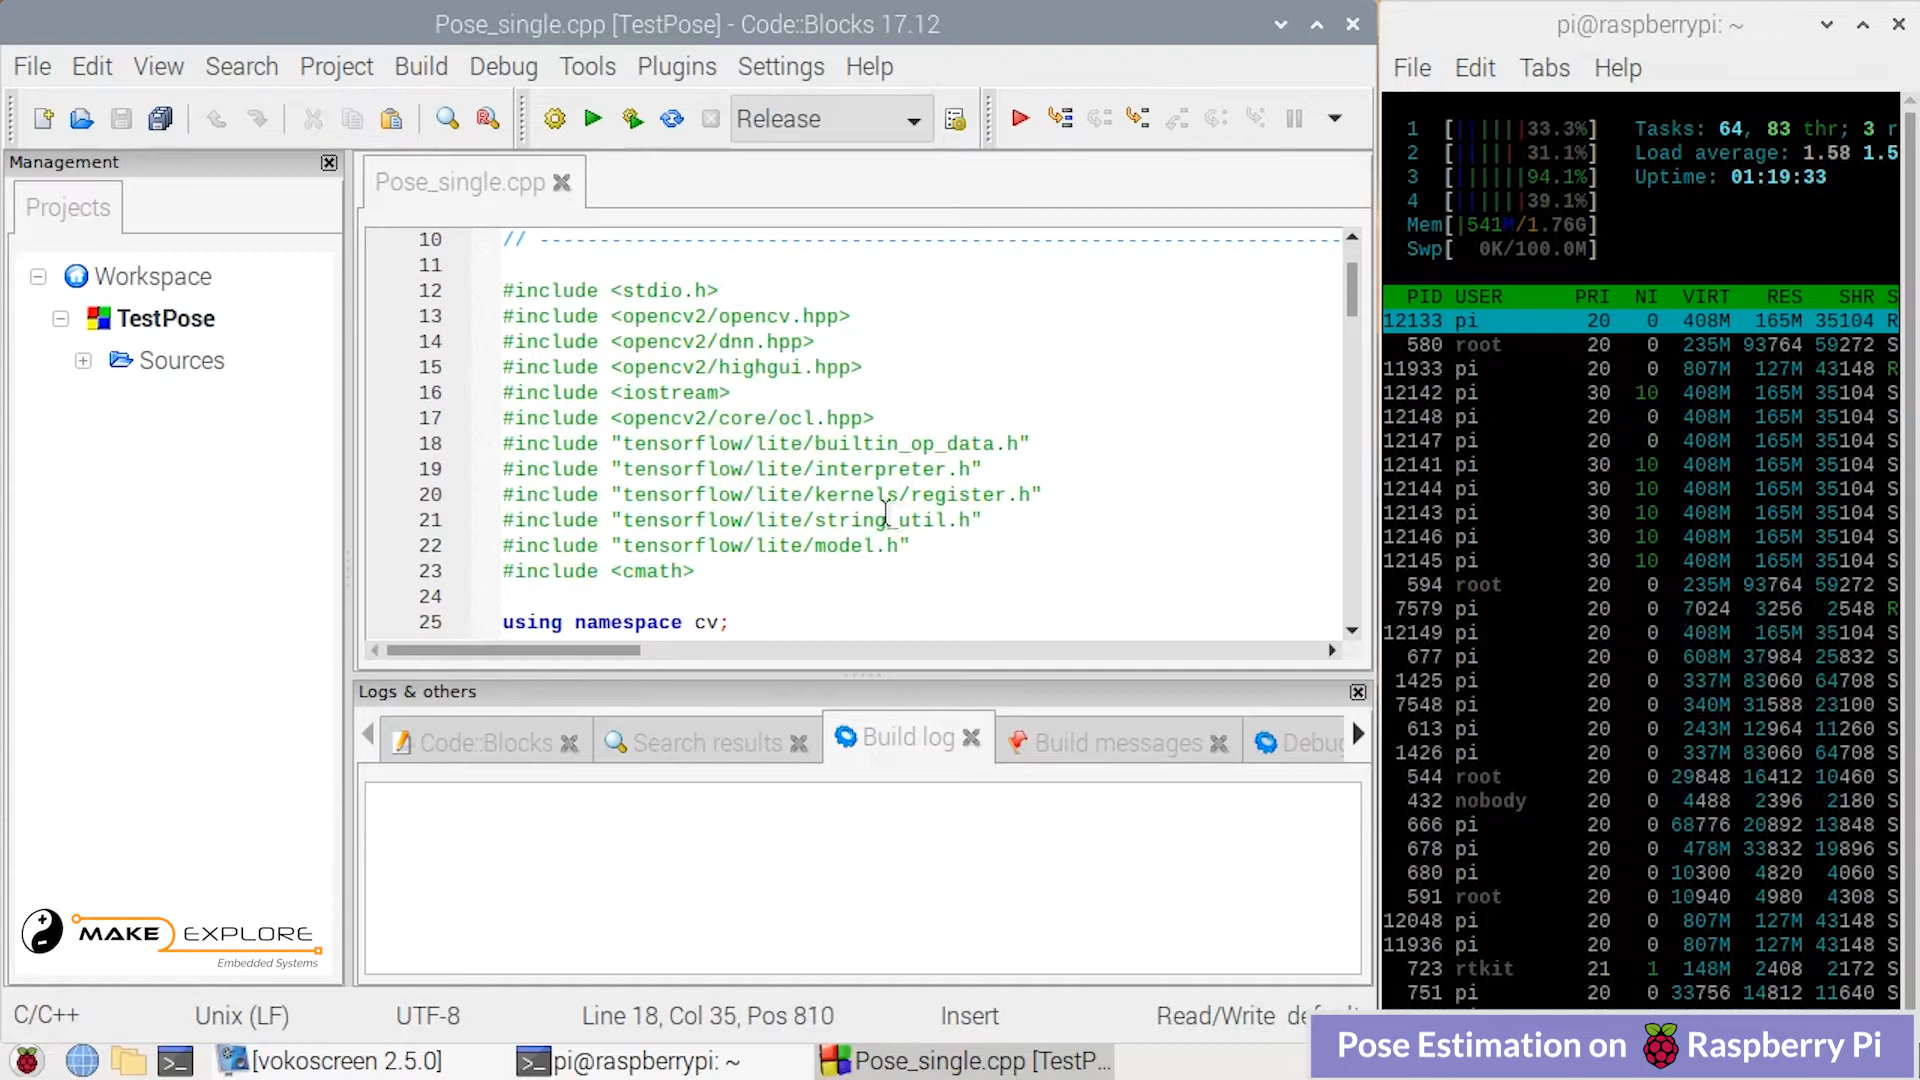 Pose_single.cpp [TestPose] - Code::Blocks 17.12
File Edit View Search Project Build Debug Tools Plugins Settings Help
Release
Management
Projects
Workspace
TestPose
Sources
MAKE EXPLORE
Embedded Systems
Pose_single.cpp
10 // --------------------------------------------------------------------
11
12 #include <stdio.h>
13 #include <opencv2/opencv.hpp>
14 #include <opencv2/dnn.hpp>
15 #include <opencv2/highgui.hpp>
16 #include <iostream>
17 #include <opencv2/core/ocl.hpp>
18 #include "tensorflow/lite/builtin_op_data.h"
19 #include "tensorflow/lite/interpreter.h"
20 #include "tensorflow/lite/kernels/register.h"
21 #include "tensorflow/lite/string_util.h"
22 #include "tensorflow/lite/model.h"
23 #include <cmath>
24
25 using namespace cv;
Logs & others
Code::Blocks Search results Build log Build messages Debug
C/C++ Unix (LF) UTF-8 Line 18, Col 35, Pos 810 Insert Read/Write
pi@raspberrypi: ~
File Edit Tabs Help
1 [||||||33.3%] Tasks: 64, 83 thr; 3 r
2 [||||| 31.1%] Load average: 1.58 1.5
3 [||||||94.1%] Uptime: 01:19:33
4 [||||||39.1%]
Mem[|541M/1.76G]
Swp[ 0K/100.0M]
PID USER PRI NI VIRT RES SHR S
12133 pi 20 0 408M 165M 35104 R
580 root 20 0 235M 93764 59272 S
11933 pi 20 0 807M 127M 43148 R
12142 pi 30 10 408M 165M 35104 S
12148 pi 20 0 408M 165M 35104 S
12147 pi 20 0 408M 165M 35104 S
12141 pi 30 10 408M 165M 35104 S
12144 pi 30 10 408M 165M 35104 S
12143 pi 30 10 408M 165M 35104 S
12146 pi 30 10 408M 165M 35104 S
12145 pi 30 10 408M 165M 35104 S
594 root 20 0 235M 93764 59272 S
7579 pi 20 0 7024 3256 2548 R
12149 pi 20 0 408M 165M 35104 S
677 pi 20 0 608M 37984 25832 S
1425 pi 20 0 337M 83060 64708 S
7548 pi 20 0 340M 31588 23100 S
613 pi 20 0 243M 12964 11260 S
1426 pi 20 0 337M 83060 64708 S
544 root 20 0 29848 16412 10460 S
432 nobody 20 0 4488 2396 2180 S
666 pi 20 0 68776 20892 13848 S
678 pi 20 0 478M 33832 19896 S
680 pi 20 0 10300 4820 4060 S
591 root 20 0 10940 4980 4308 S
12048 pi 20 0 807M 127M 43148 S
11936 pi 20 0 807M 127M 43148 S
723 rtkit 21 1 148M 2408 2172 S
751 pi 20 0 33756 14812 11640 S
[vokoscreen 2.5.0] pi@raspberrypi: ~ Pose_single.cpp [TestP...
Pose Estimation on Raspberry Pi